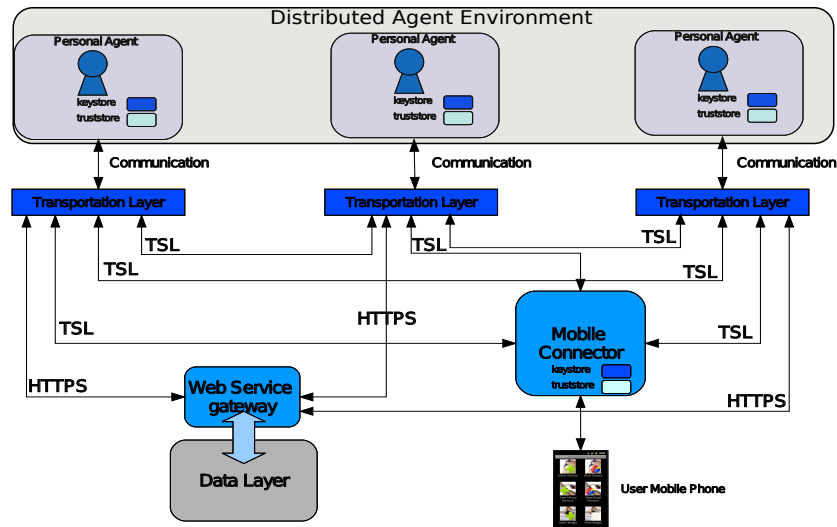 Distributed Agent Environment
Personal Agent
keystore
truststore
Personal Agent
keystore
truststore
Personal Agent
keystore
truststore
Communication
Communication
Communication
Transportation Layer
Transportation Layer
Transportation Layer
TSL
TSL
TSL
TSL
TSL
TSL
HTTPS
TSL
Mobile
Connector
keystore
truststore
HTTPS
Web Service
gateway
HTTPS
Data Layer
User Mobile Phone